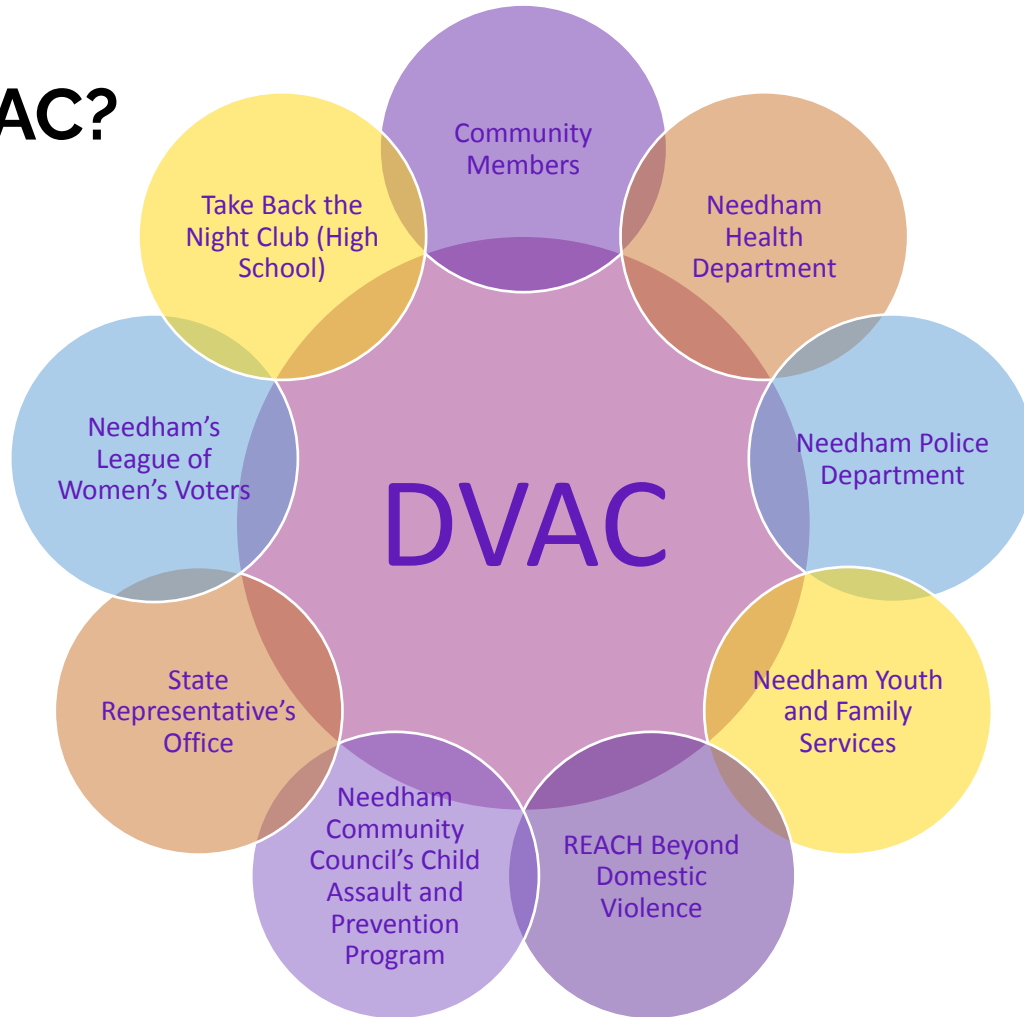 AC?
Community
Members
Needham
Health
Department
Needham Police
Department
Needham Youth
and Family
Services
REACH Beyond
Domestic
Violence
Needham
Community
Council’s Child
Assault and
Prevention
Program
State
Representative’s
Office
Needham’s
League of
Women’s Voters
Take Back the
Night Club (High
School)
DVAC